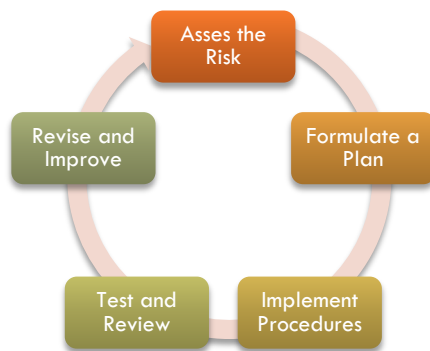 Asses the
Risk
Formulate a
Plan
Implement
Procedures
Test and
Review
Revise and
Improve